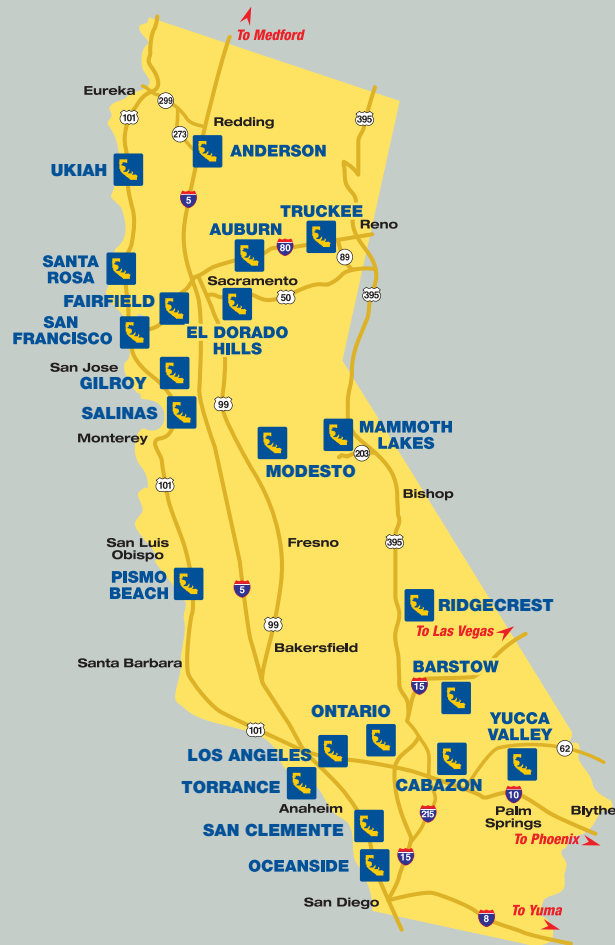 To Medford
Eureka
299
101
395
Redding
273
ANDERSON
UKIAH
5
TRUCKEE
Reno
AUBURN
80
89
SANTA
ROSA
Sacramento
50
395
FAIRFIELD
SAN
FRANCISCO
EL DORADO
HILLS
San Jose
GILROY
99
SALINAS
Monterey
MAMMOTH
LAKES
203
MODESTO
101
Bishop
San Luis
Obispo
Fresno
395
PISMO
BEACH
5
RIDGECREST
99
To Las Vegas
Bakersfield
Santa Barbara
BARSTOW
15
ONTARIO
YUCCA
VALLEY
101
62
LOS ANGELES
TORRANCE
CABAZON
Anaheim
10
Palm
Springs
Blythe
215
SAN CLEMENTE
To Phoenix
15
OCEANSIDE
San Diego
8
To Yuma